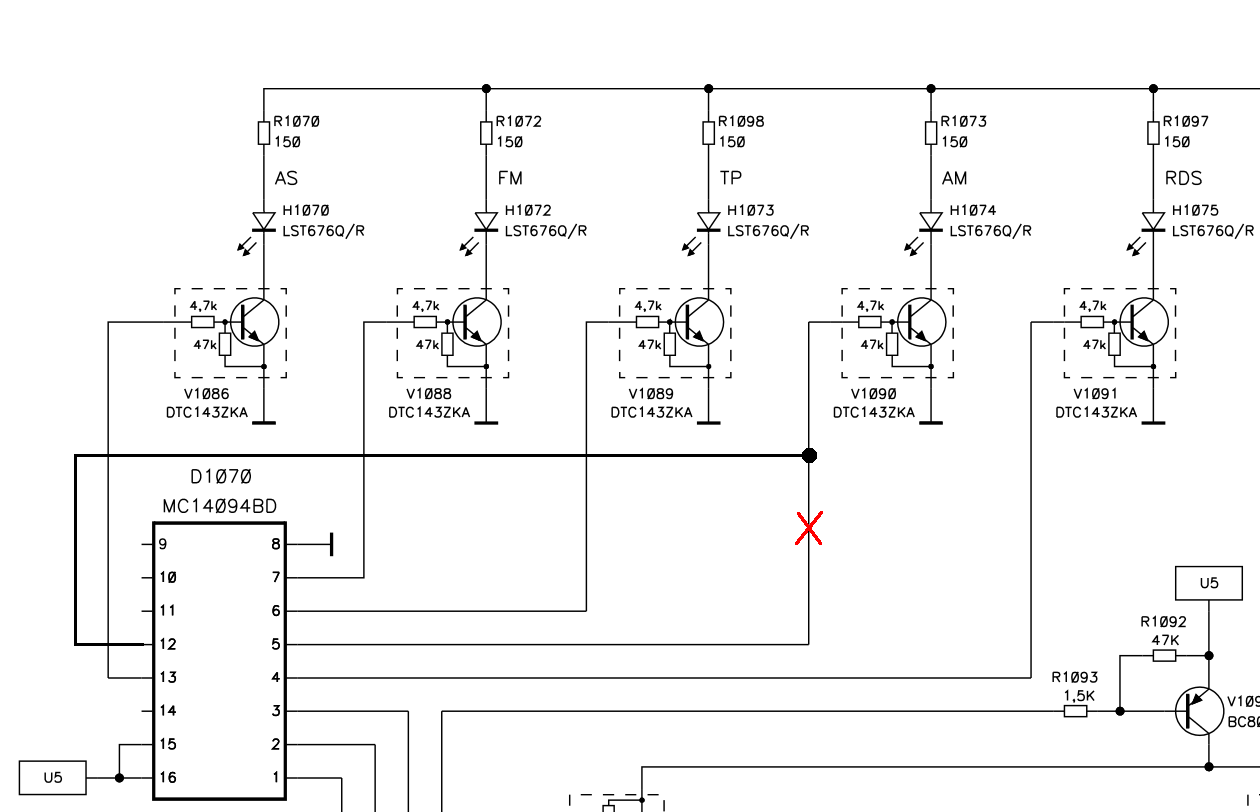 R1070
150
R1072
150
R1098
150
R1073
150
R1097
150
AS
FM
TP
AM
RDS
H1070
LST676Q/R
H1072
LST676Q/R
H1073
LST676Q/R
H1074
LST676Q/R
H1075
LST676Q/R
4,7k
47k
4,7k
47k
4,7k
47k
4,7k
47k
4,7k
47k
V1086
DTC143ZKA
V1088
DTC143ZKA
V1089
DTC143ZKA
V1090
DTC143ZKA
V1091
DTC143ZKA
D1070
MC14094BD
9
8
10
7
11
6
12
5
13
4
14
3
15
2
16
1
U5
U5
R1092
47K
R1093
1,5K